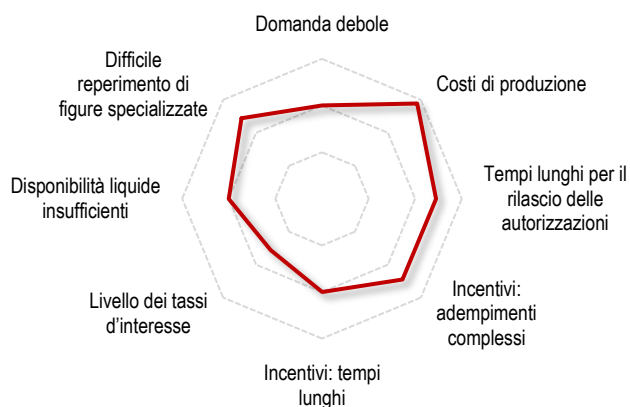 Domanda debole
Costi di produzione
Tempi lunghi per il
rilascio delle
autorizzazioni
Incentivi:
adempimenti
complessi
Incentivi: tempi
lunghi
Livello dei tassi
d’interesse
Disponibilità liquide
insufficienti
Difficile
reperimento di
figure specializzate